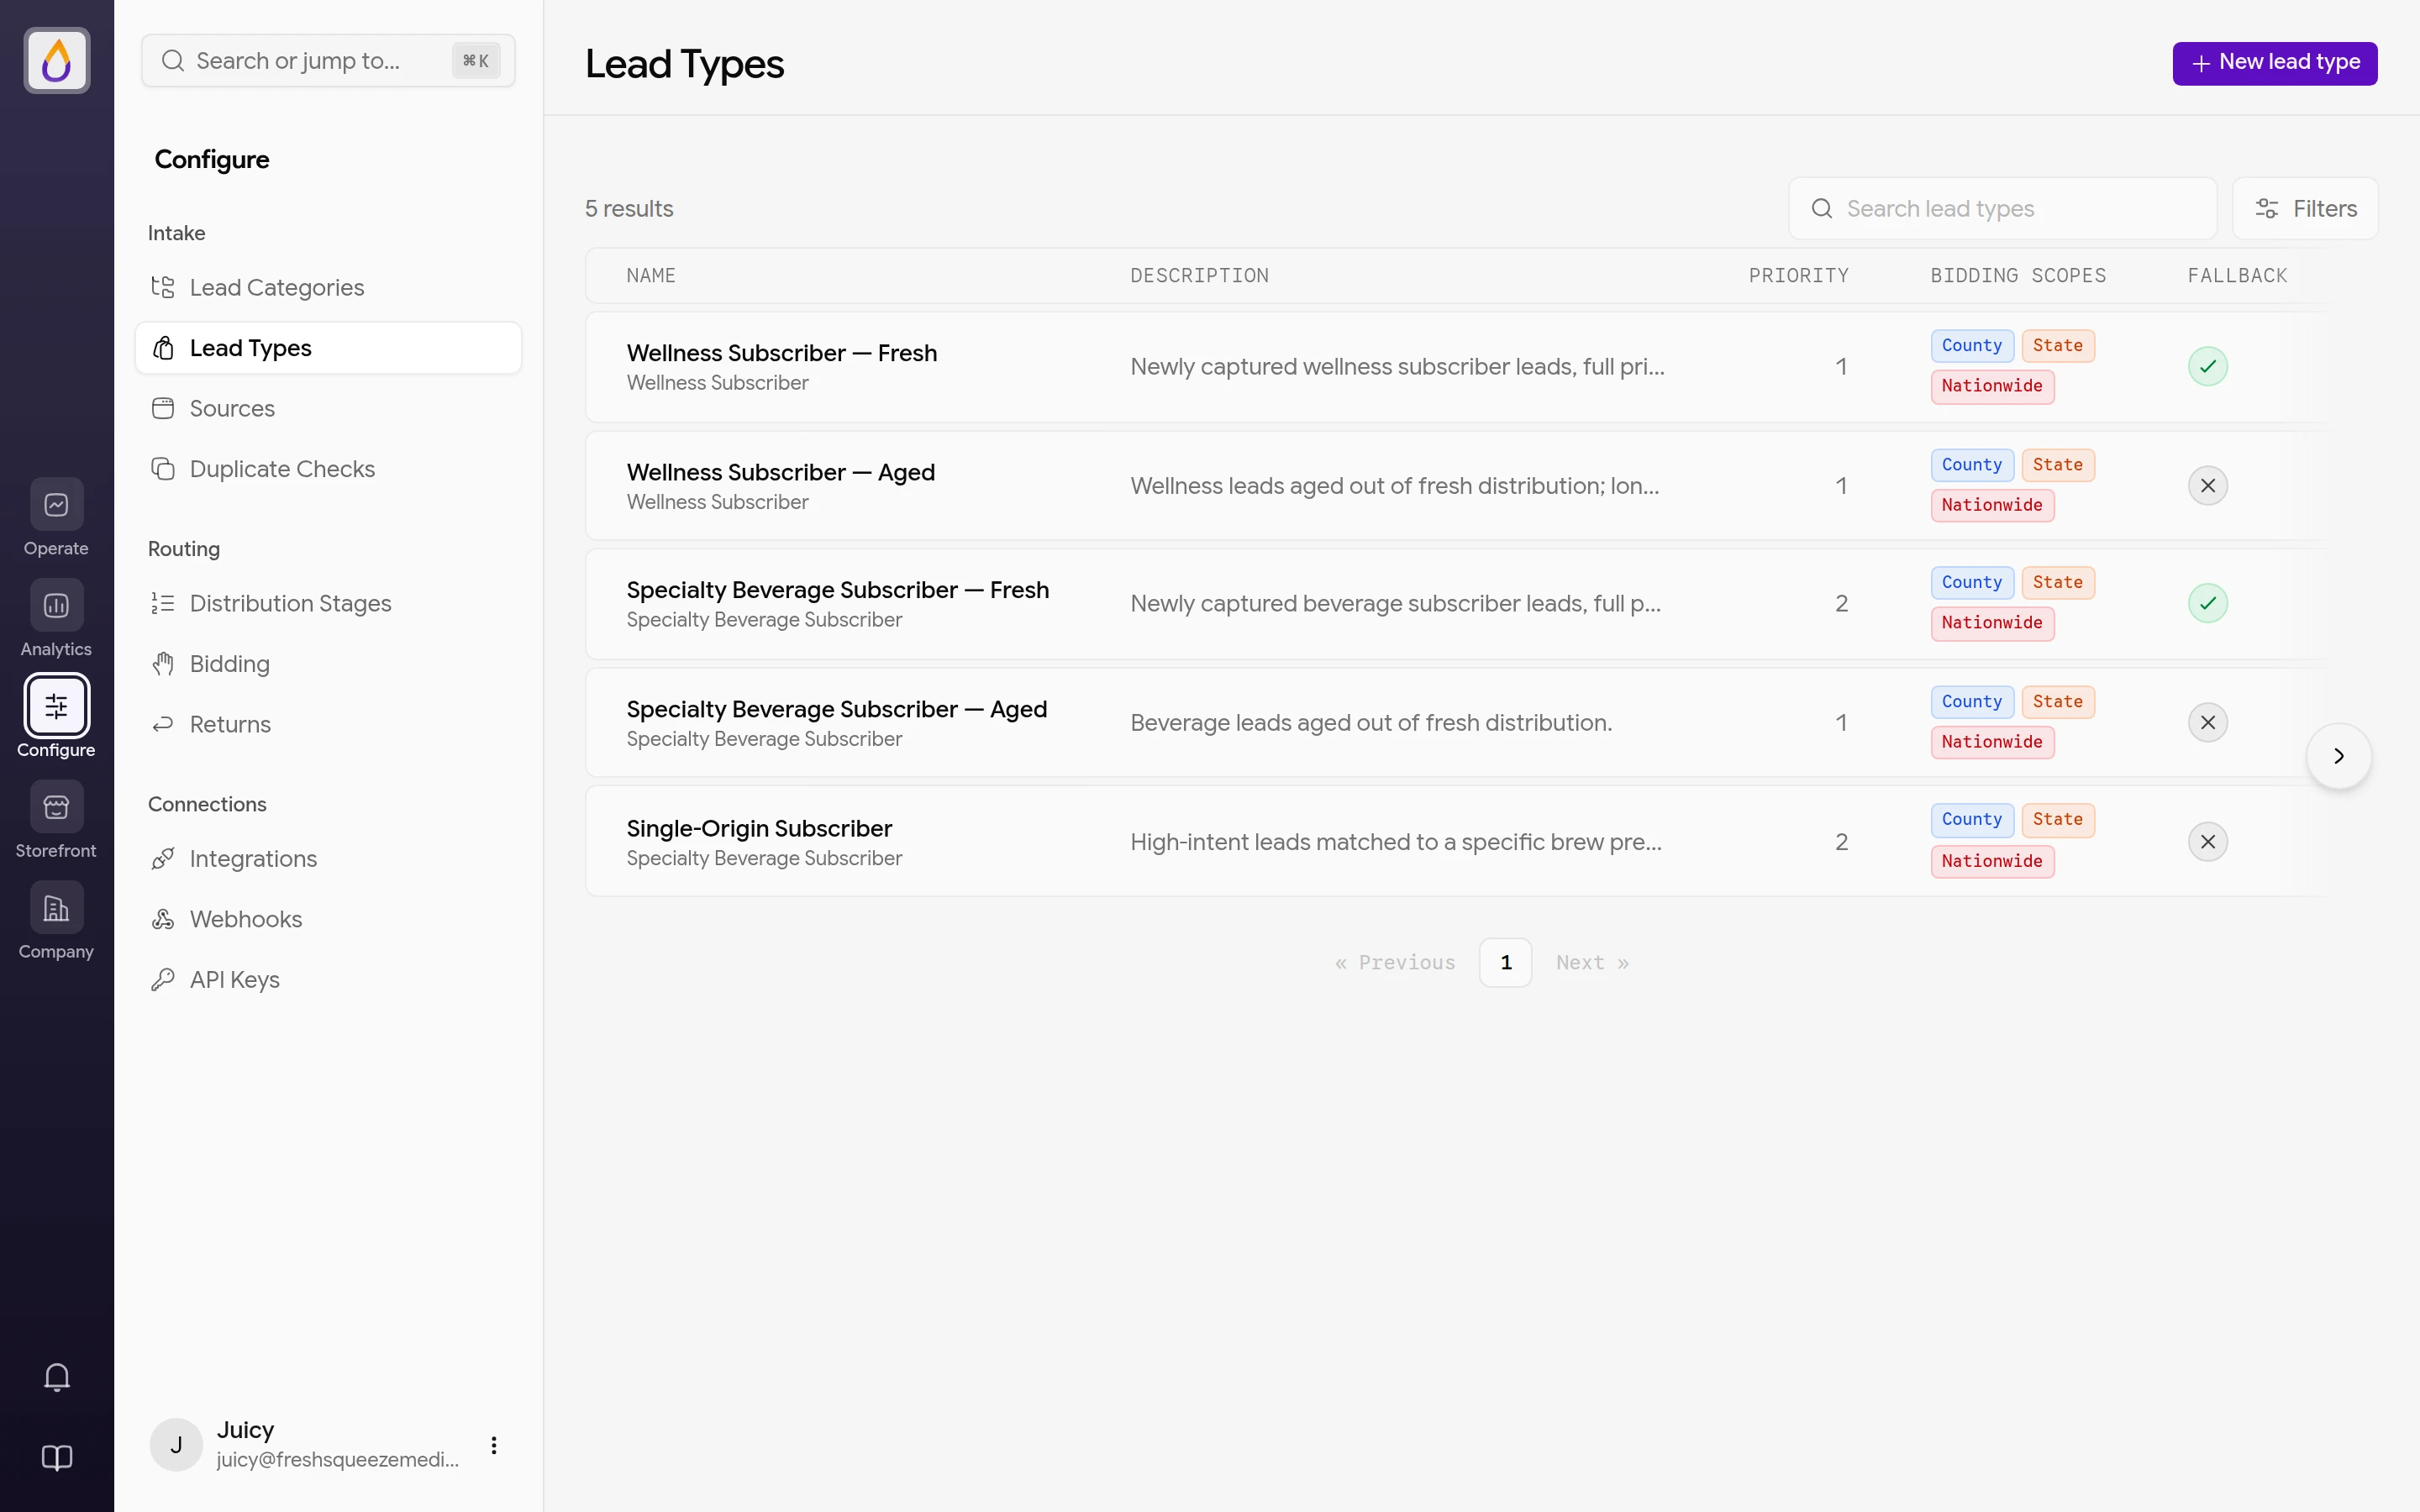 Search or jump to...
⌘K
Configure
Intake
Lead Categories
Lead Types
Sources
Duplicate Checks
Routing
Distribution Stages
Bidding
Returns
Connections
Integrations
Webhooks
API Keys
Operate
Analytics
Configure
Storefront
Company
J
Juicy
juicy@freshsqueezemedi...
Lead Types
+ New lead type
5 results
Search lead types
Filters
NAME DESCRIPTION PRIORITY BIDDING SCOPES FALLBACK
Wellness Subscriber — Fresh
Wellness Subscriber
Newly captured wellness subscriber leads, full pri...
1
County State
Nationwide
Wellness Subscriber — Aged
Wellness Subscriber
Wellness leads aged out of fresh distribution; lon...
1
County State
Nationwide
Specialty Beverage Subscriber — Fresh
Specialty Beverage Subscriber
Newly captured beverage subscriber leads, full p...
2
County State
Nationwide
Specialty Beverage Subscriber — Aged
Specialty Beverage Subscriber
Beverage leads aged out of fresh distribution.
1
County State
Nationwide
Single-Origin Subscriber
Specialty Beverage Subscriber
High-intent leads matched to a specific brew pre...
2
County State
Nationwide
« Previous 1 Next »